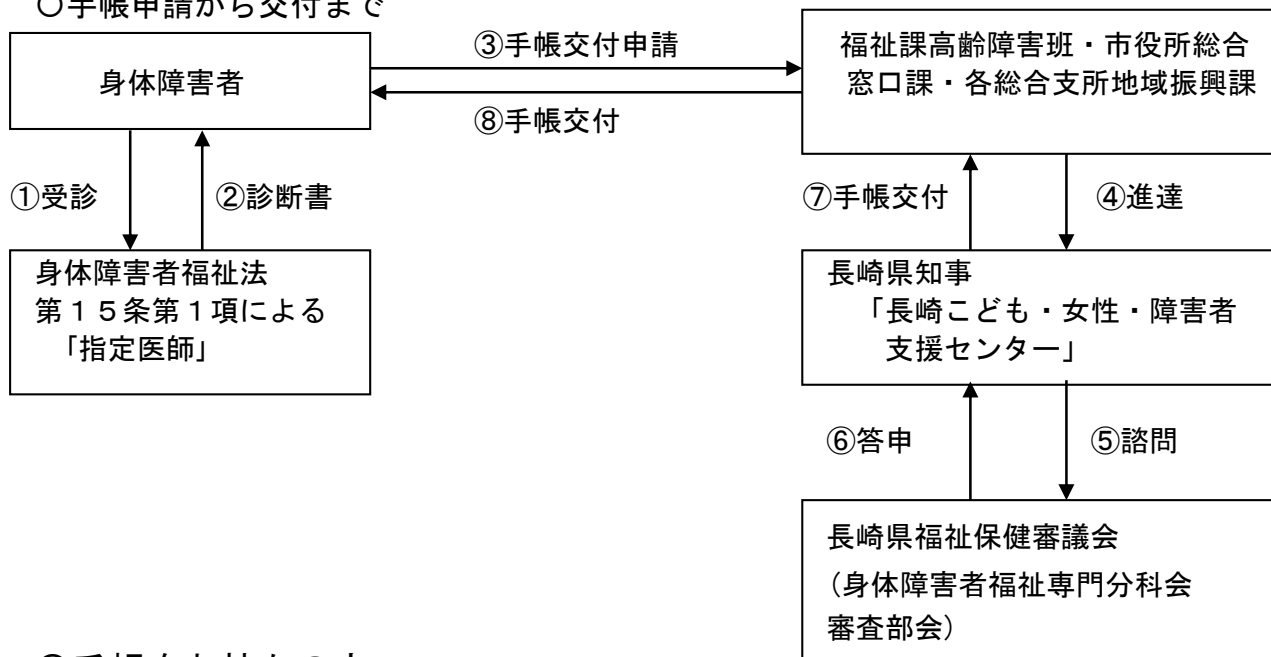 〇手帳申請から交付まで
身体障害者
③手帳交付申請
⑧手帳交付
福祉課高齢障害班・市役所総合
窓口課・各総合支所地域振興課
①受診
②診断書
⑦手帳交付
④進達
身体障害者福祉法
第１５条第１項による
「指定医師」
長崎県知事
「長崎こども・女性・障害者
支援センター」
⑥答申
⑤諮問
長崎県福祉保健審議会
（身体障害者福祉専門分科会
審査部会）